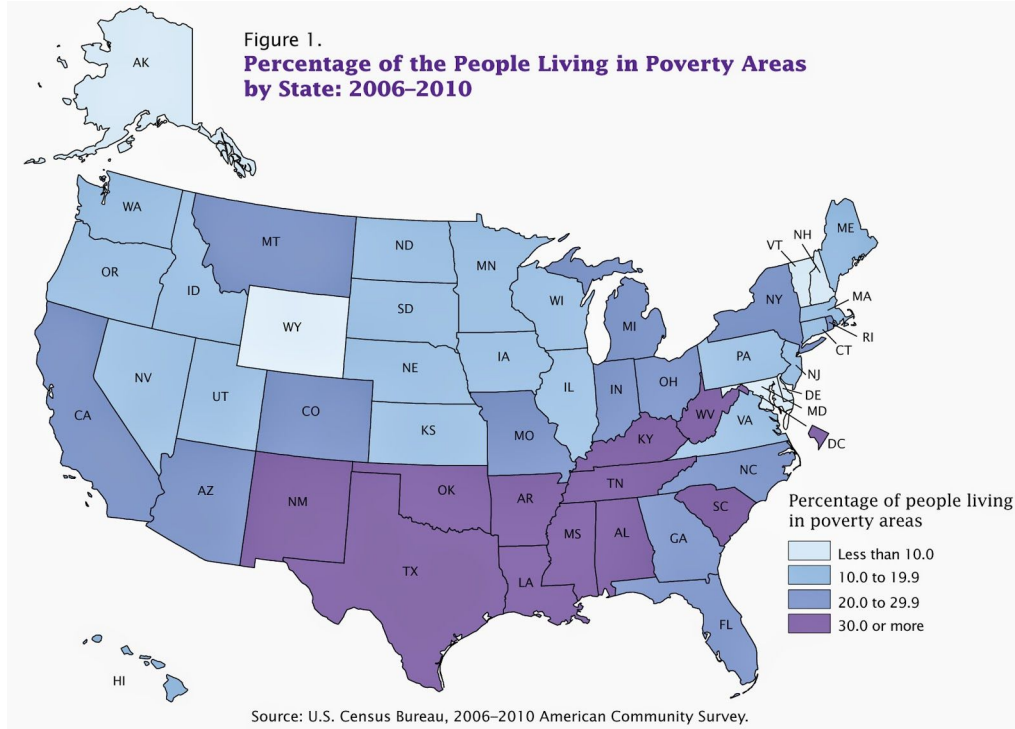 Figure 1.
Percentage of the People Living in Poverty Areas
by State: 2006–2010
AK
WA
MT
ND
MN
OR
ID
SD
WI
MI
WY
NE
IA
NV
UT
CO
KS
MO
IL
IN
OH
CA
AZ
NM
OK
AR
TX
LA
MS
AL
GA
FL
TN
KY
WV
VA
NC
SC
PA
NY
VT
NH
ME
MA
RI
CT
NJ
DE
MD
DC
HI
Percentage of people living
in poverty areas
Less than 10.0
10.0 to 19.9
20.0 to 29.9
30.0 or more
Source: U.S. Census Bureau, 2006–2010 American Community Survey.